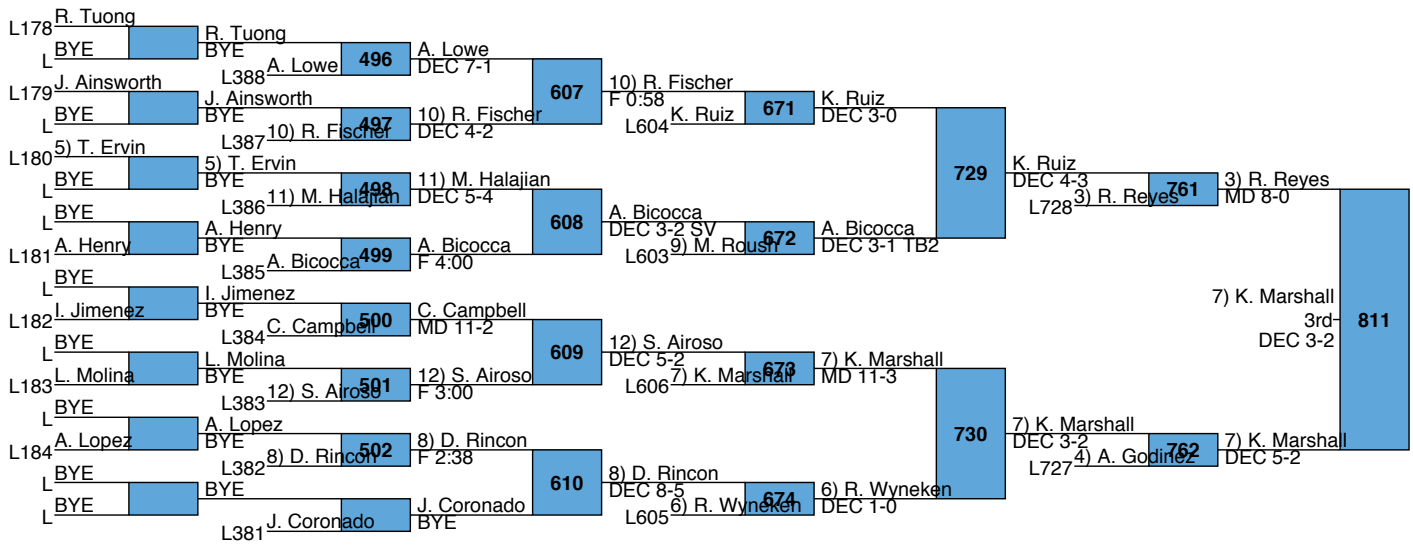 R. Tuong
L178
BYE
L
R. Tuong
BYE
A. Lowe
L388
496
A. Lowe
DEC 7-1
J. Ainsworth
L179
BYE
L
J. Ainsworth
BYE
10) R. Fischer
L387
497
10) R. Fischer
DEC 4-2
607
10) R. Fischer
F 0:58
K. Ruiz
L604
671
K. Ruiz
DEC 3-0
5) T. Ervin
L180
BYE
L
5) T. Ervin
BYE
11) M. Halajian
L386
498
11) M. Halajian
DEC 5-4
BYE
L
A. Henry
L181
A. Henry
BYE
A. Bicocca
L385
499
A. Bicocca
F 4:00
608
A. Bicocca
DEC 3-2 SV
9) M. Roush
L603
672
A. Bicocca
DEC 3-1 TB2
729
K. Ruiz
DEC 4-3
3) R. Reyes
L728
761
3) R. Reyes
MD 8-0
BYE
L
I. Jimenez
L182
I. Jimenez
BYE
C. Campbell
L384
500
C. Campbell
MD 11-2
BYE
L
L. Molina
L183
L. Molina
BYE
12) S. Airoso
L383
501
12) S. Airoso
F 3:00
609
12) S. Airoso
DEC 5-2
7) K. Marshall
L606
673
7) K. Marshall
MD 11-3
BYE
L
A. Lopez
L184
A. Lopez
BYE
8) D. Rincon
L382
502
8) D. Rincon
F 2:38
BYE
L
BYE
L
BYE
J. Coronado
L381
J. Coronado
BYE
610
8) D. Rincon
DEC 8-5
6) R. Wyneken
L605
674
6) R. Wyneken
DEC 1-0
730
7) K. Marshall
DEC 3-2
4) A. Godinez
L727
762
7) K. Marshall
DEC 5-2
811
7) K. Marshall
3rd
DEC 3-2